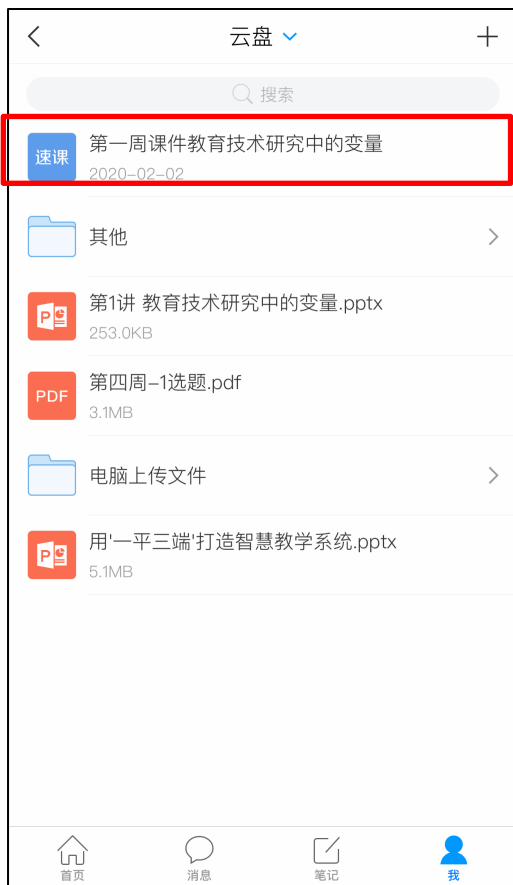 云盘
搜索
速课
第一周课件教育技术研究中的变量
2020-02-02
其他
第1讲 教育技术研究中的变量.pptx
253.0KB
PDF
第四周-1选题.pdf
3.1MB
电脑上传文件
用'一平三端'打造智慧教学系统.pptx
5.1MB
首页
消息
笔记
我